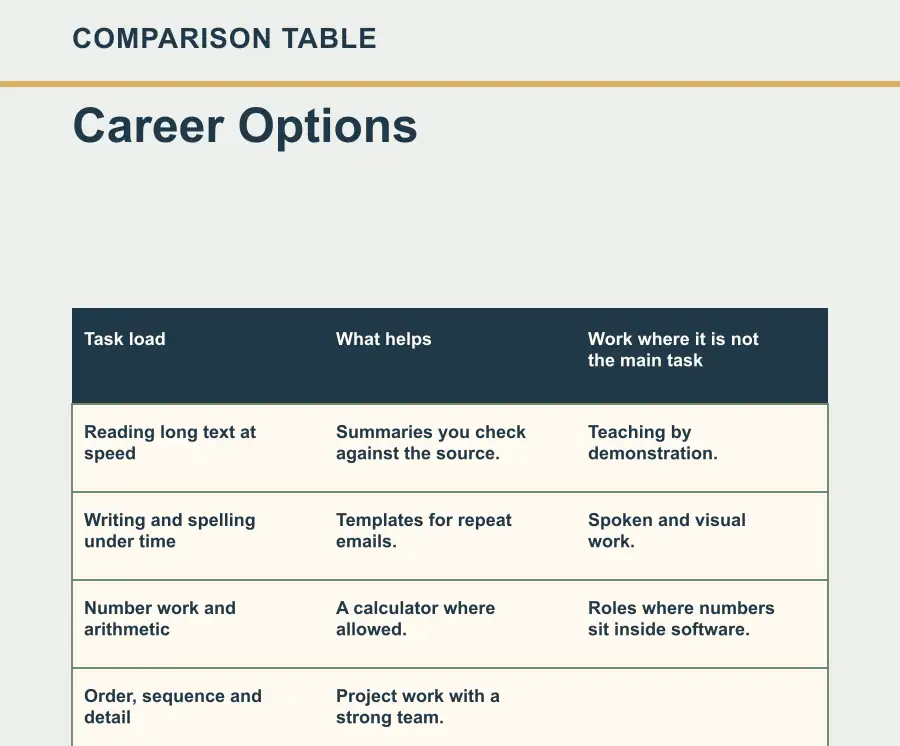 COMPARISON TABLE
Career Options
Task load
What helps
Work where it is not
the main task
Reading long text at
speed
Summaries you check
against the source.
Teaching by
demonstration.
Writing and spelling
under time
Templates for repeat
emails.
Spoken and visual
work.
Number work and
arithmetic
A calculator where
allowed.
Roles where numbers
sit inside software.
Order, sequence and
detail
Project work with a
strong team.